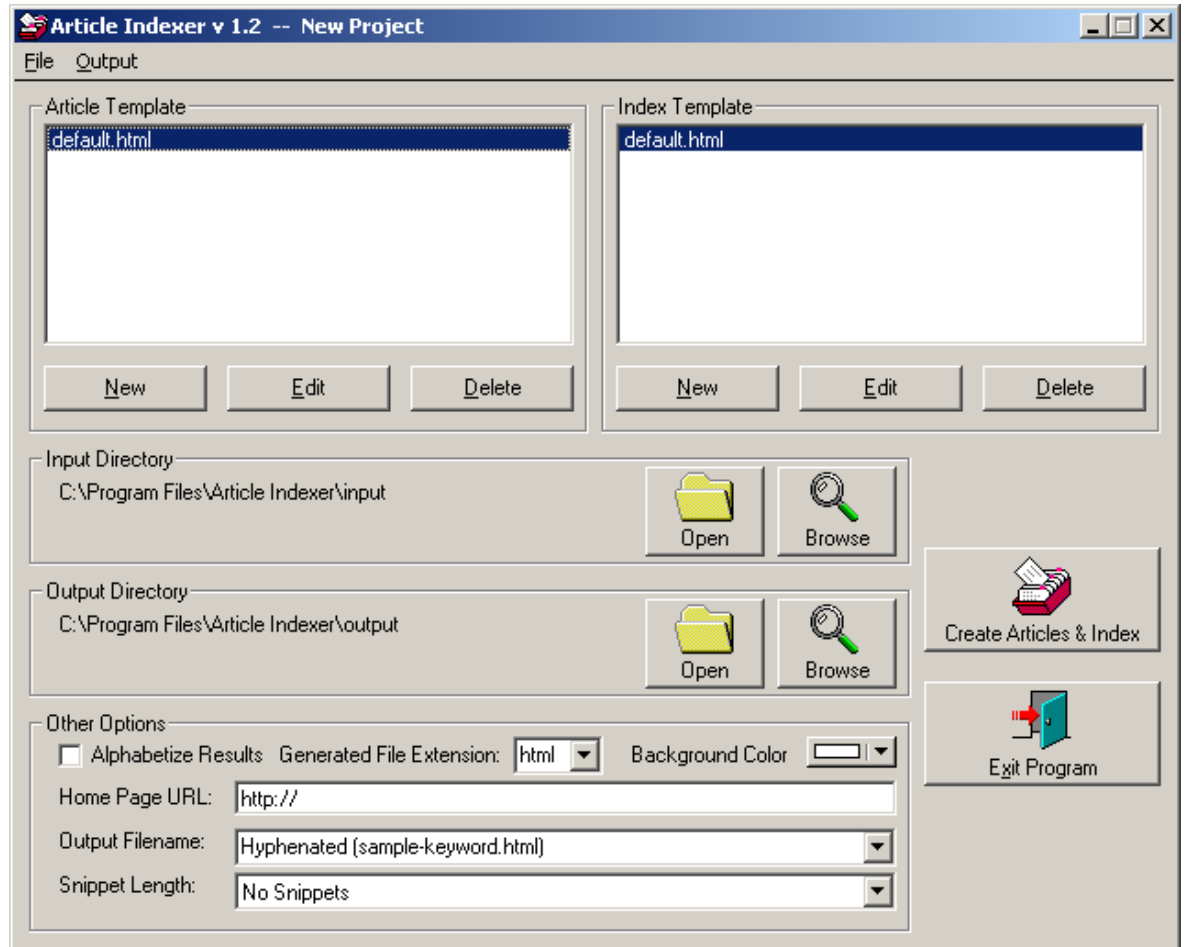 Article Indexer v 1.2 -- New Project
File Output
Article Template
default.html
New Edit Delete
Index Template
default.html
New Edit Delete
Input Directory
C:\Program Files\Article Indexer\input
Open Browse
Output Directory
C:\Program Files\Article Indexer\output
Open Browse
Create Articles & Index
Exit Program
Other Options
Alphabetize Results Generated File Extension: html Background Color
Home Page URL: http://
Output Filename: Hyphenated (sample-keyword.html)
Snippet Length: No Snippets